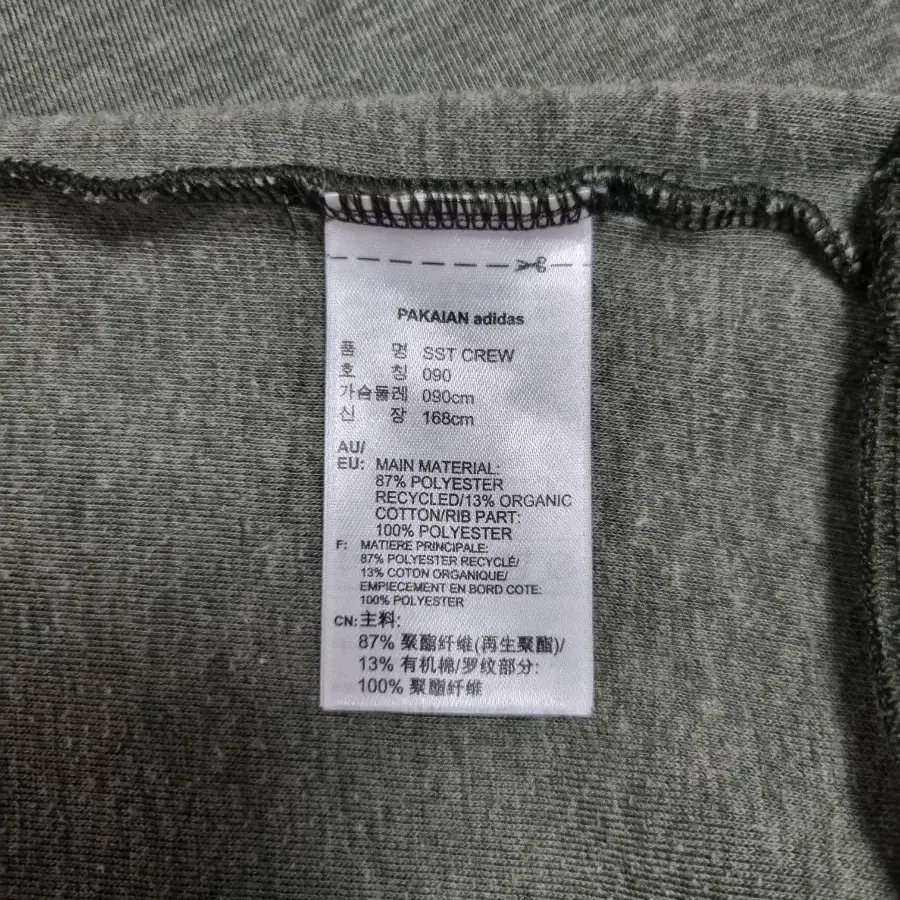 PAKAIAN adidas
품 명 SST CREW
호 칭 090
가슴둘레 090cm
신 장 168cm
AU/
EU: MAIN MATERIAL:
87% POLYESTER
RECYCLED/13% ORGANIC
COTTON/RIB PART:
100% POLYESTER
F: MATIERE PRINCIPALE:
87% POLYESTER RECYCLÉ/
13% COTON ORGANIQUE/
EMPIECEMENT EN BORD COTE:
100% POLYESTER
CN: 主料:
87% 聚酯纤维(再生聚酯)/
13% 有机棉/罗纹部分:
100% 聚酯纤维